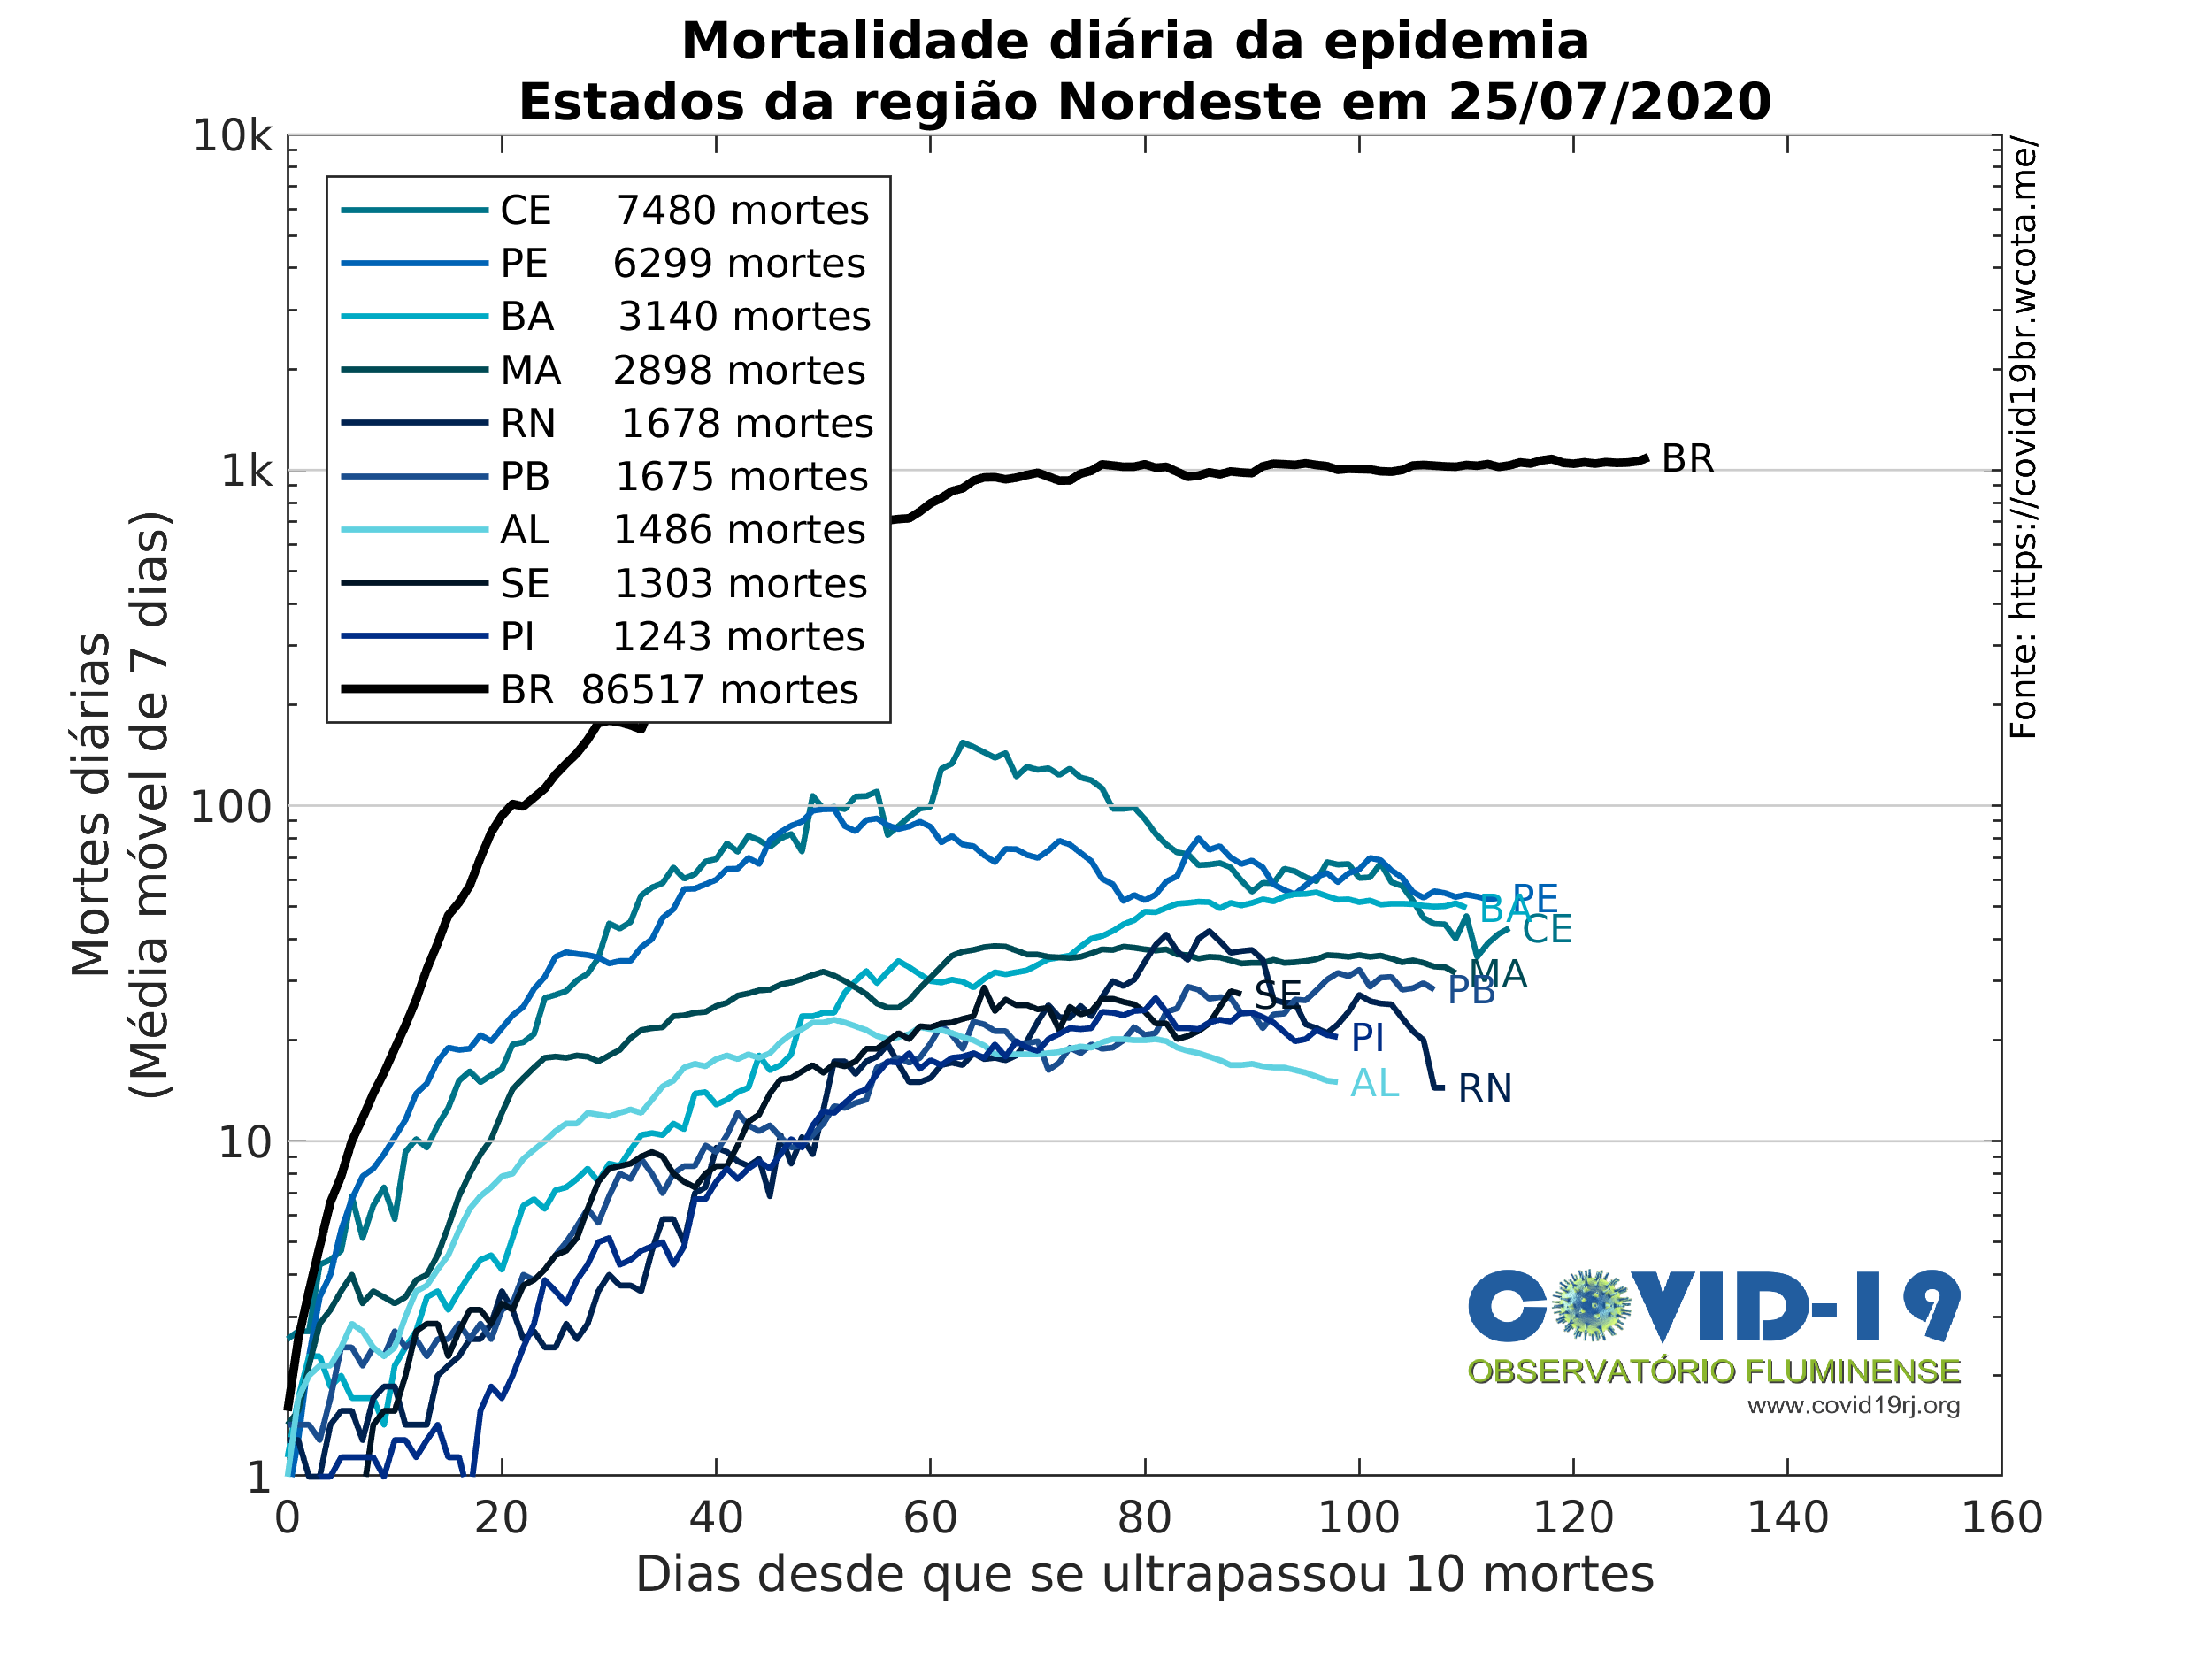 Mortalidade diária da epidemia
Estados da região Nordeste em 25/07/2020
10k
1k
100
10
1
Mortes diárias
(Média móvel de 7 dias)
CE 7480 mortes
PE 6299 mortes
BA 3140 mortes
MA 2898 mortes
RN 1678 mortes
PB 1675 mortes
AL 1486 mortes
SE 1303 mortes
PI 1243 mortes
BR 86517 mortes
BR
PE
BA
CE
MA
PB
SE
PI
AL
RN
Fonte: https://covid19br.wcota.me/
COVID-19
OBSERVATÓRIO FLUMINENSE
www.covid19rj.org
0 20 40 60 80 100 120 140 160
Dias desde que se ultrapassou 10 mortes